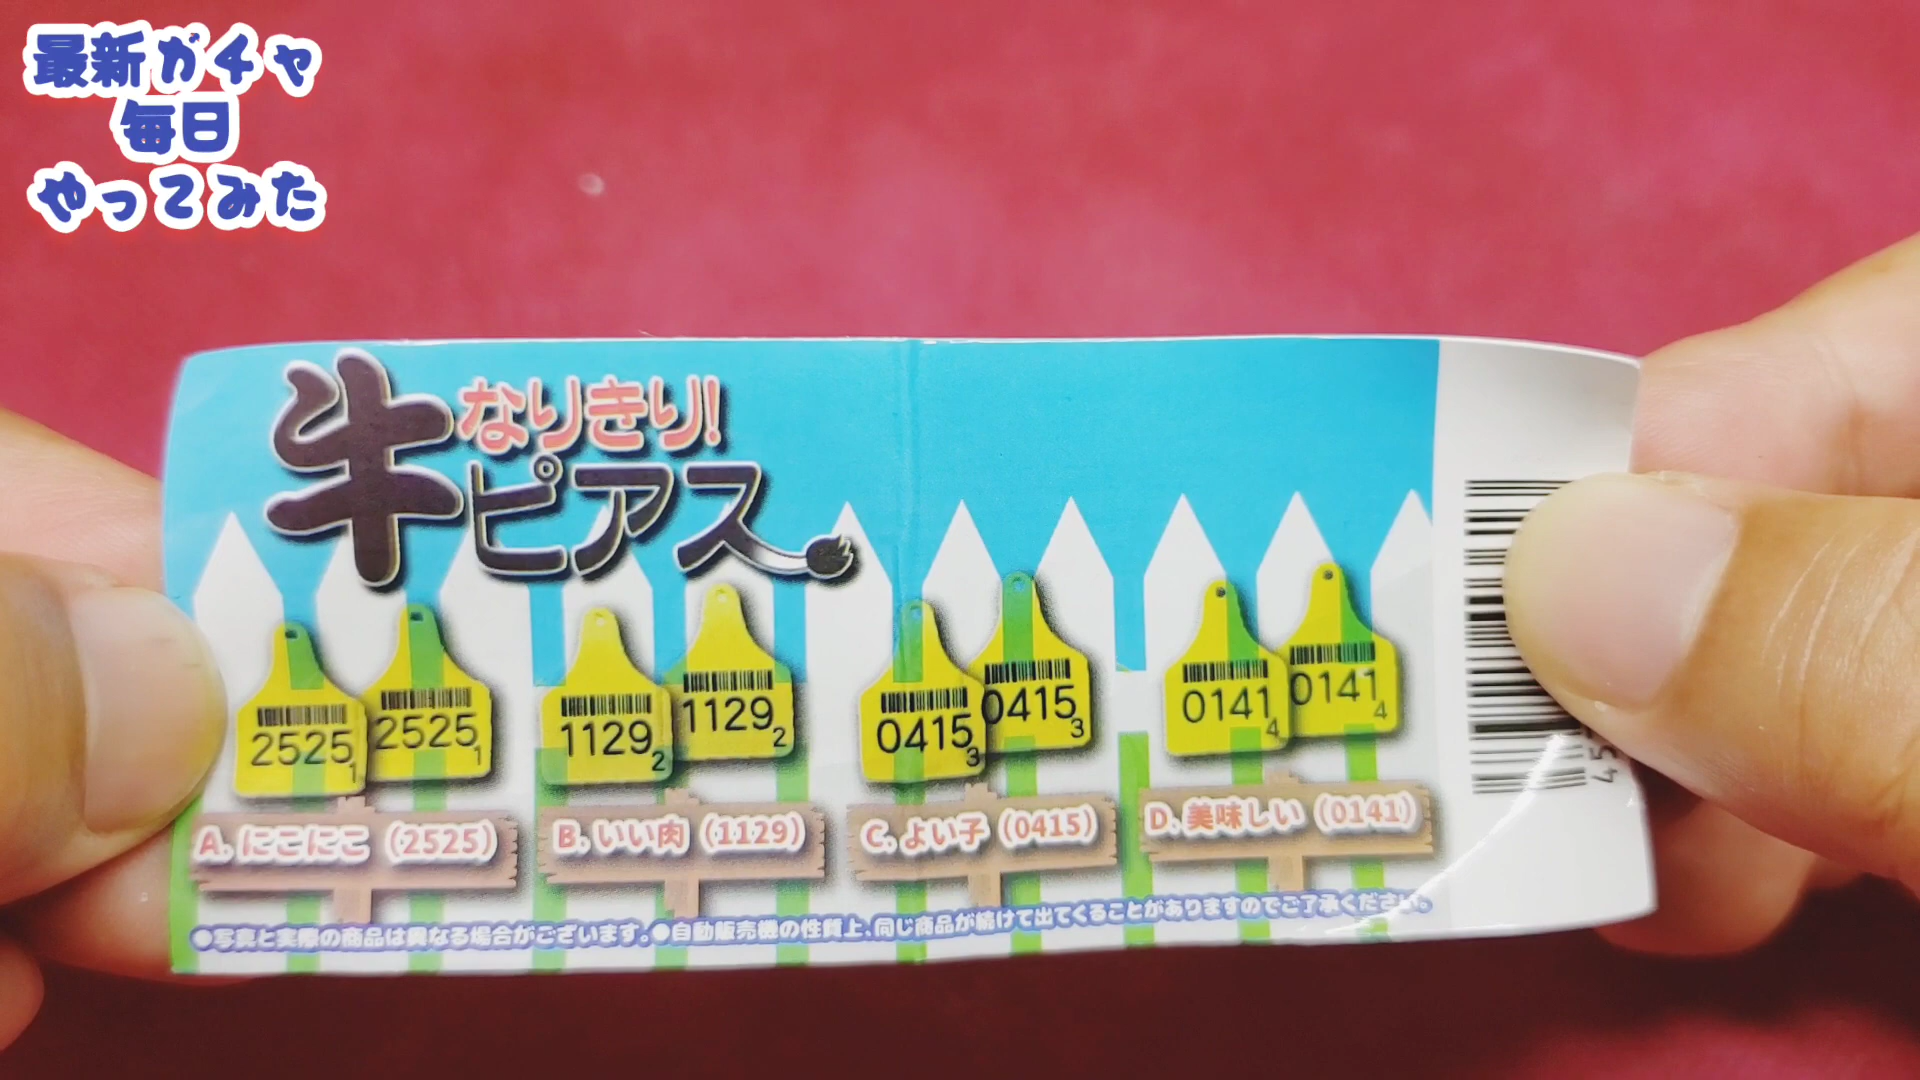 最新ガチャ
毎日
やってみた
牛なりきり!
ピアス
2525 1
2525 1
1129 2
1129 2
0415 3
0415 3
0141 4
0141 4
A. にこにこ (2525)
B. いい肉 (1129)
C. よい子 (0415)
D. 美味しい (0141)
●写真と実際の商品は異なる場合がございます。●自動販売機の性質上、同じ商品が続けて出てくることがありますのでご了承ください。
45